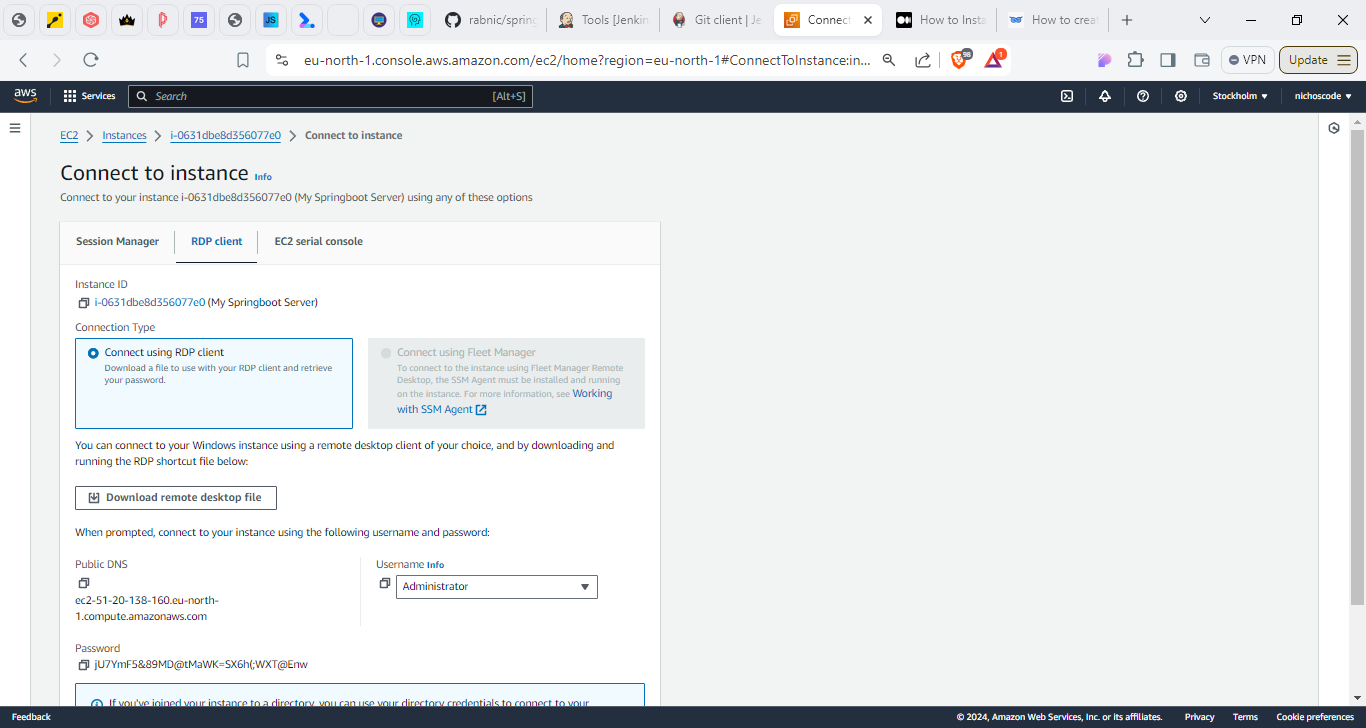 75
JS
rabnic/spring
Tools [Jenkin
Git client | Je
Connect
How to Insta
How to creat
eu-north-1.console.aws.amazon.com/ec2/home?region=eu-north-1#ConnectToInstance:in...
98
1
VPN
Update
aws
Services
Search
[Alt+S]
Stockholm
nichoscode
EC2
Instances
i-0631dbe8d356077e0
Connect to instance
Connect to instance Info
Connect to your instance i-0631dbe8d356077e0 (My Springboot Server) using any of these options
Session Manager
RDP client
EC2 serial console
Instance ID
i-0631dbe8d356077e0 (My Springboot Server)
Connection Type
Connect using RDP client
Download a file to use with your RDP client and retrieve
your password.
Connect using Fleet Manager
To connect to the instance using Fleet Manager Remote
Desktop, the SSM Agent must be installed and running
on the instance. For more information, see Working
with SSM Agent
You can connect to your Windows instance using a remote desktop client of your choice, and by downloading and
running the RDP shortcut file below:
Download remote desktop file
When prompted, connect to your instance using the following username and password:
Public DNS
ec2-51-20-138-160.eu-north-
1.compute.amazonaws.com
Username Info
Administrator
Password
jU7YmF5&89MD@tMaWK=SX6h(;WXT@Enw
If you've joined your instance to a directory, you can use your directory credentials to connect to your
Feedback
© 2024, Amazon Web Services, Inc. or its affiliates.
Privacy
Terms
Cookie preferences